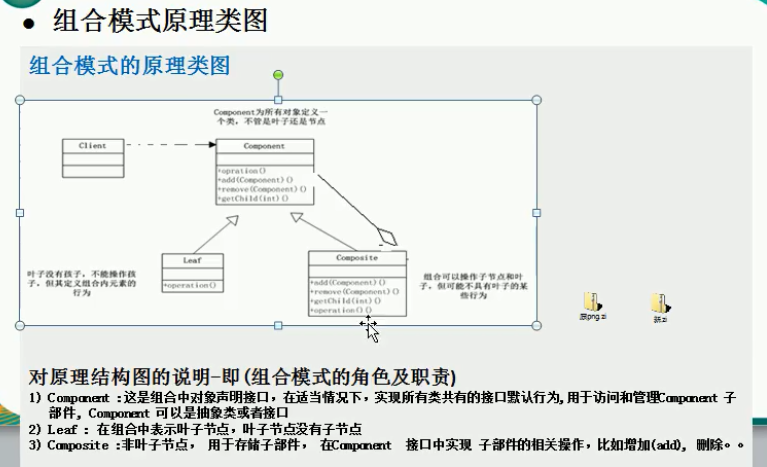 ● 组合模式原理类图
组合模式的原理类图
Component为所有对象定义一
个类，不管是叶子还是节点
Client
Component
+opration()
+add(Component)()
+remove(Component)()
+getChild(int)()
Leaf
+operation()
Composite
+add(Component)()
+remove(Component)()
+getChild(int)()
+operation()()
叶子没有孩子，不能操作孩
子，但其定义组合内元素的
行为
组合可以操作子节点和叶
子，但可能不具有叶子的某
些行为
原png.zi
新.zi
对原理结构图的说明-即(组合模式的角色及职责)
1) Component :这是组合中对象声明接口，在适当情况下，实现所有类共有的接口默认行为,用于访问和管理Component 子
部件, Component 可以是抽象类或者接口
2) Leaf : 在组合中表示叶子节点，叶子节点没有子节点
3) Composite :非叶子节点， 用于存储子部件， 在Component 接口中实现 子部件的相关操作，比如增加(add), 删除。。